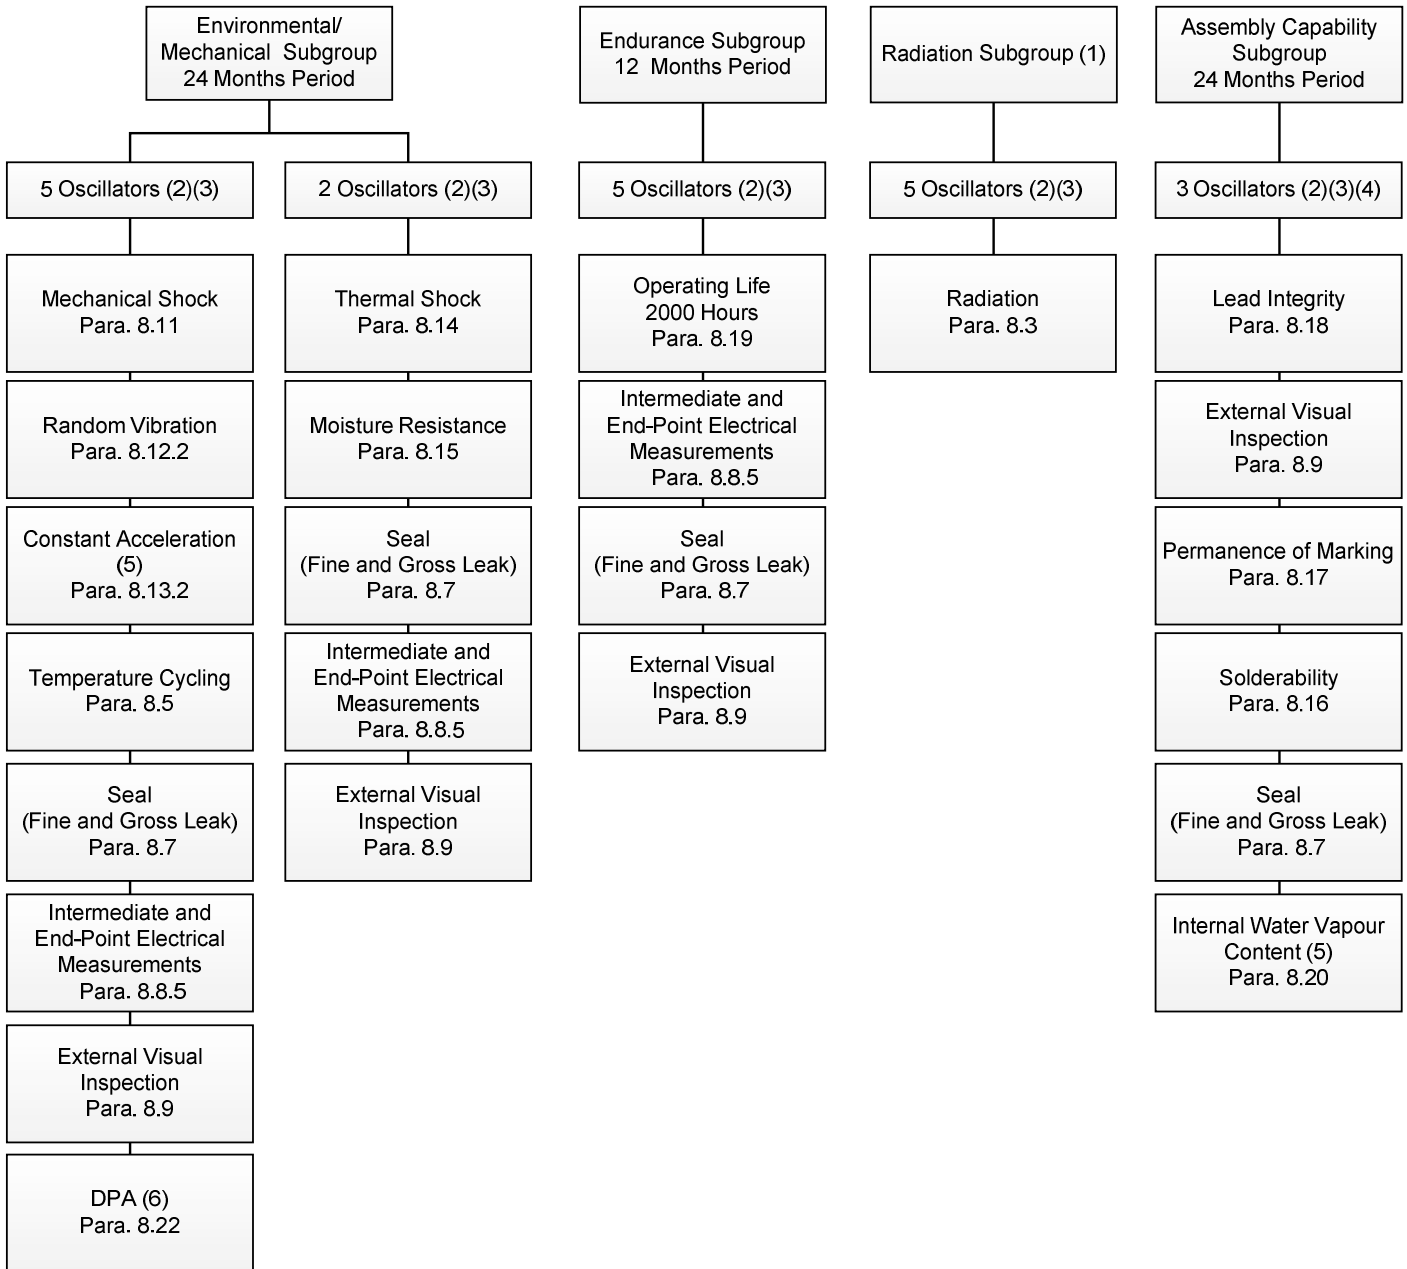 Environmental/
Mechanical Subgroup
24 Months Period
5 Oscillators (2)(3)
Mechanical Shock
Para. 8.11
Random Vibration
Para. 8.12.2
Constant Acceleration
(5)
Para. 8.13.2
Temperature Cycling
Para. 8.5
Seal
(Fine and Gross Leak)
Para. 8.7
Intermediate and
End-Point Electrical
Measurements
Para. 8.8.5
External Visual
Inspection
Para. 8.9
DPA (6)
Para. 8.22
2 Oscillators (2)(3)
Thermal Shock
Para. 8.14
Moisture Resistance
Para. 8.15
Seal
(Fine and Gross Leak)
Para. 8.7
Intermediate and
End-Point Electrical
Measurements
Para. 8.8.5
External Visual
Inspection
Para. 8.9
Endurance Subgroup
12 Months Period
5 Oscillators (2)(3)
Operating Life
2000 Hours
Para. 8.19
Intermediate and
End-Point Electrical
Measurements
Para. 8.8.5
Seal
(Fine and Gross Leak)
Para. 8.7
External Visual
Inspection
Para. 8.9
Radiation Subgroup (1)
5 Oscillators (2)(3)
Radiation
Para. 8.3
Assembly Capability
Subgroup
24 Months Period
3 Oscillators (2)(3)(4)
Lead Integrity
Para. 8.18
External Visual
Inspection
Para. 8.9
Permanence of Marking
Para. 8.17
Solderability
Para. 8.16
Seal
(Fine and Gross Leak)
Para. 8.7
Internal Water Vapour
Content (5)
Para. 8.20